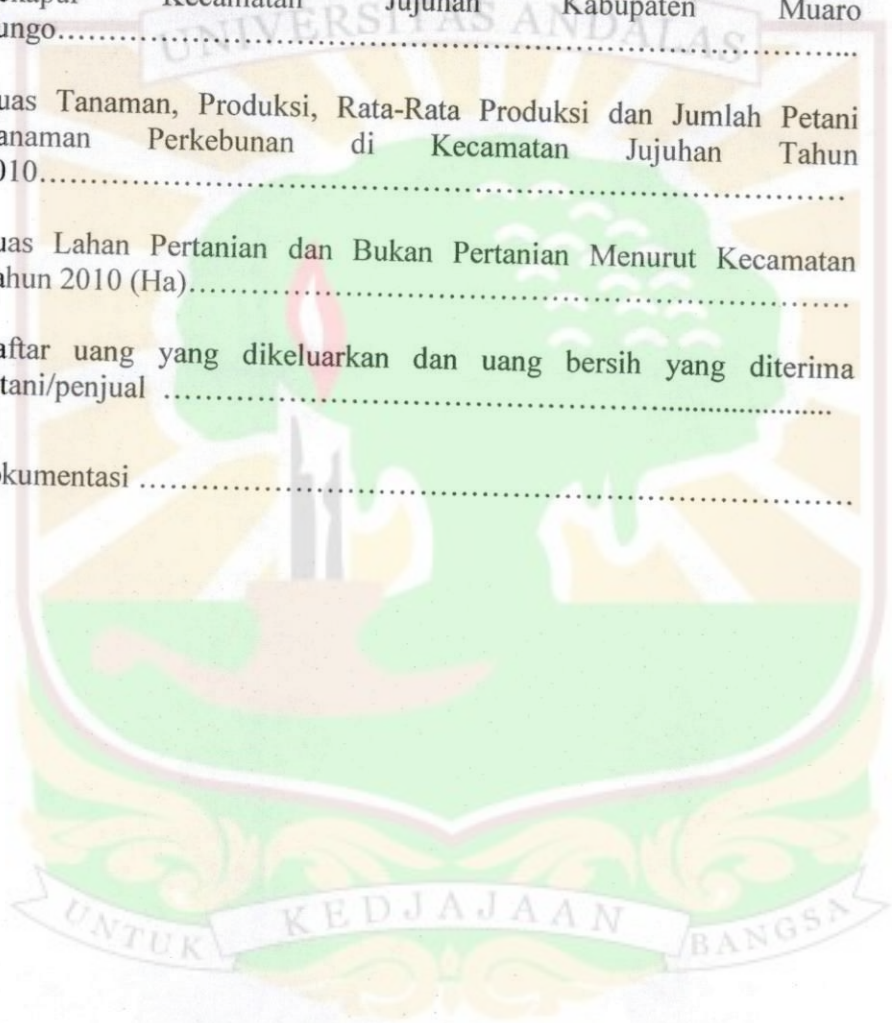 Kecamatan Jujuhan Kabupaten Muaro
ungo.......................................................................
UNIVERSITAS ANDALAS
uas Tanaman, Produksi, Rata-Rata Produksi dan Jumlah Petani
anaman Perkebunan di Kecamatan Jujuhan Tahun
010.......................................................................
uas Lahan Pertanian dan Bukan Pertanian Menurut Kecamatan
ahun 2010 (Ha)...........................................................
aftar uang yang dikeluarkan dan uang bersih yang diterima
tani/penjual ............................................................
okumentasi ...............................................................
UNTUK KEDJAJAAN BANGSA